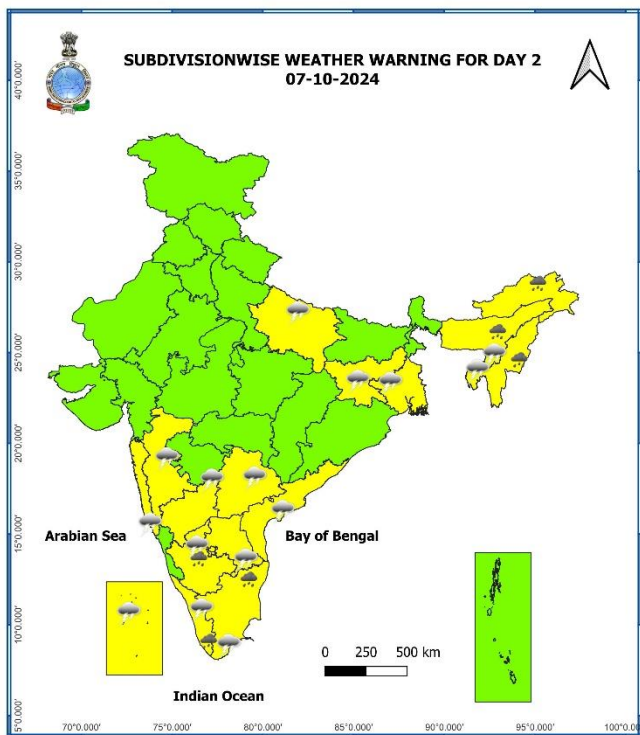 SUBDIVISIONWISE WEATHER WARNING FOR DAY 2
07-10-2024
40°0.000'
35°0.000'
30°0.000'
25°0.000'
20°0.000'
15°0.000'
10°0.000'
5°0.000'
Arabian Sea
Bay of Bengal
0 250 500 km
Indian Ocean
70°0.000' 75°0.000' 80°0.000' 85°0.000' 90°0.000' 95°0.000' 100°0.000'